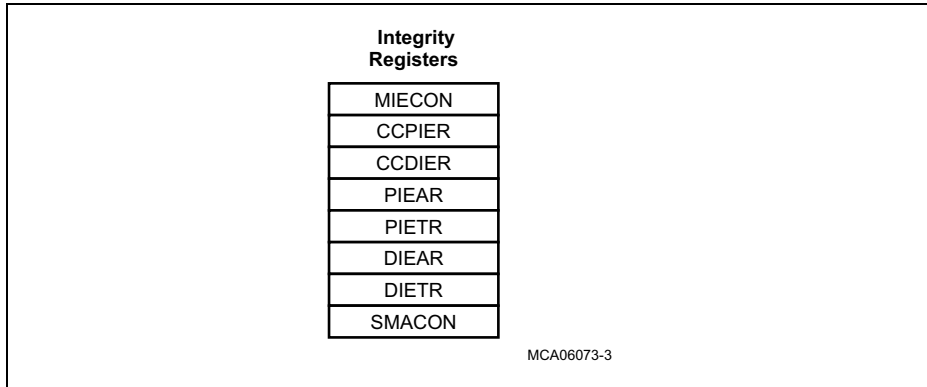 Integrity
Registers
MIECON
CCPIER
CCDIER
PIEAR
PIETR
DIEAR
DIETR
SMACON
MCA06073-3